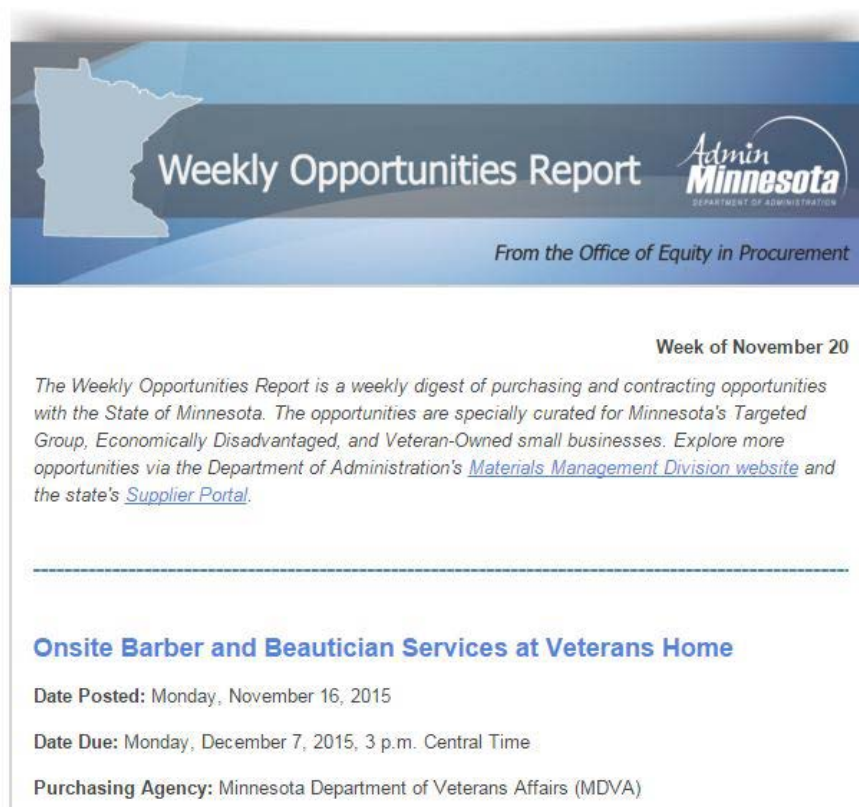 Weekly Opportunities Report
Admin
Minnesota
DEPARTMENT OF ADMINISTRATION
From the Office of Equity in Procurement
Week of November 20
The Weekly Opportunities Report is a weekly digest of purchasing and contracting opportunities
with the State of Minnesota. The opportunities are specially curated for Minnesota's Targeted
Group, Economically Disadvantaged, and Veteran-Owned small businesses. Explore more
opportunities via the Department of Administration's Materials Management Division website and
the state's Supplier Portal.
Onsite Barber and Beautician Services at Veterans Home
Date Posted: Monday, November 16, 2015
Date Due: Monday, December 7, 2015, 3 p.m. Central Time
Purchasing Agency: Minnesota Department of Veterans Affairs (MDVA)